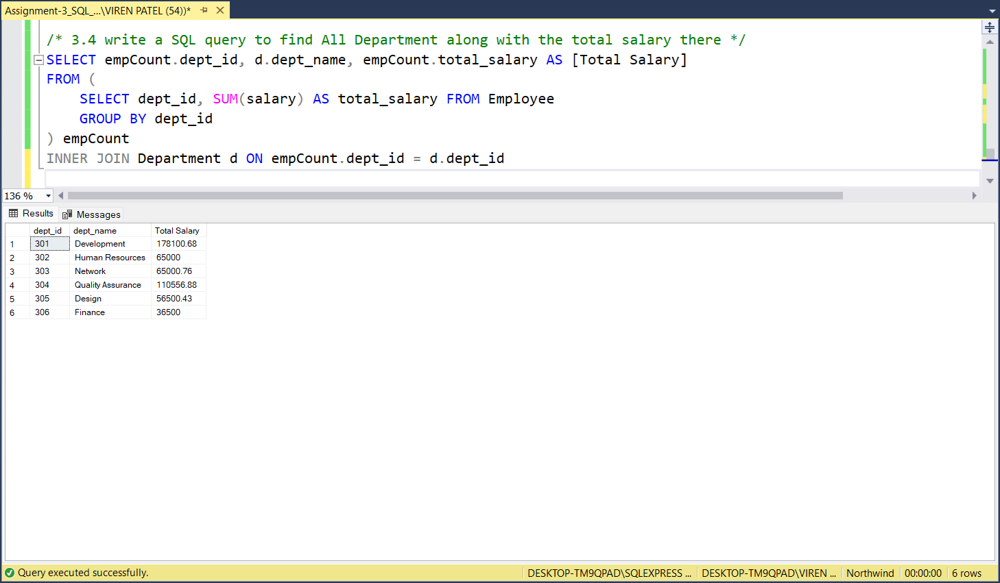 Assignment-3_SQL_...\VIREN PATEL (54))*
/* 3.4 write a SQL query to find All Department along with the total salary there */
SELECT empCount.dept_id, d.dept_name, empCount.total_salary AS [Total Salary]
FROM (
SELECT dept_id, SUM(salary) AS total_salary FROM Employee
GROUP BY dept_id
) empCount
INNER JOIN Department d ON empCount.dept_id = d.dept_id
136 %
Results Messages
dept_id dept_name Total Salary
1 301 Development 178100.68
2 302 Human Resources 65000
3 303 Network 65000.76
4 304 Quality Assurance 110556.88
5 305 Design 56500.43
6 306 Finance 36500
Query executed successfully. DESKTOP-TM9QPAD\SQLEXPRESS ... DESKTOP-TM9QPAD\VIREN ... Northwind 00:00:00 6 rows